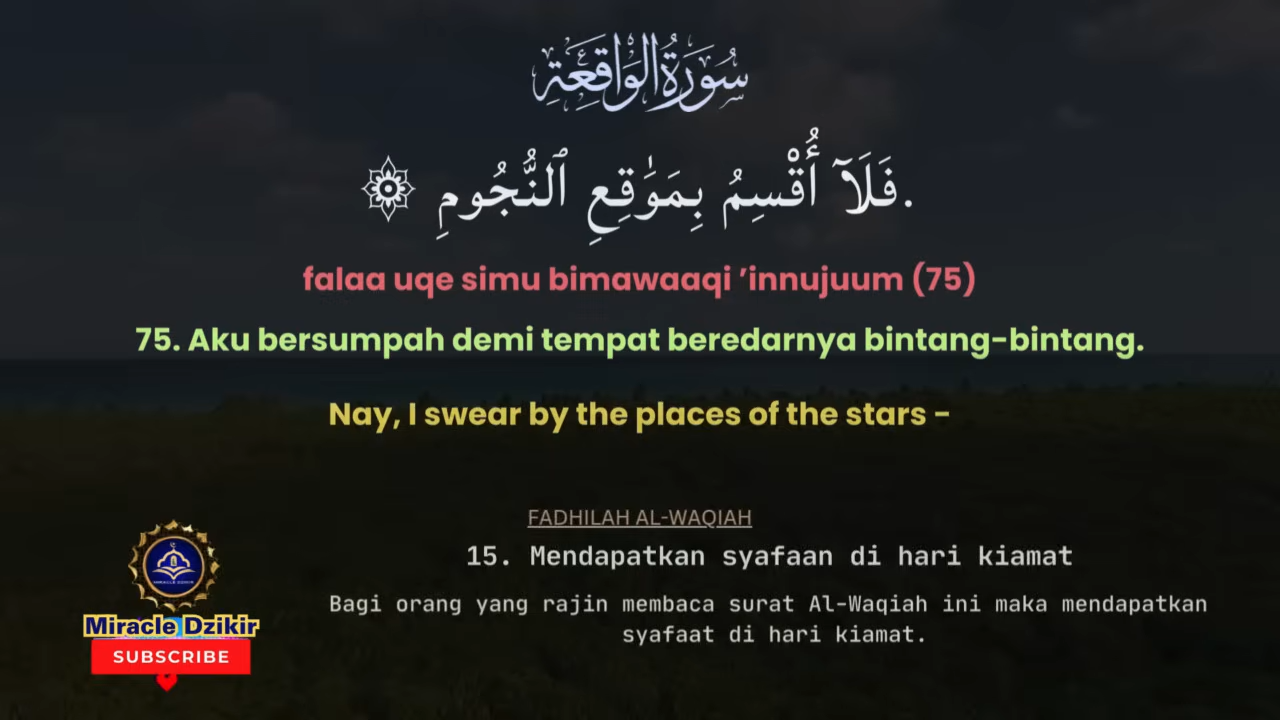 سُورَةُ الوَاقِعَةِ
فَلَآ أُقْسِمُ بِمَوَٰقِعِ ٱلنُّجُومِ.
falaa uqe simu bimawaaqi ’innujuum (75)
75. Aku bersumpah demi tempat beredarnya bintang-bintang.
Nay, I swear by the places of the stars -
FADHILAH AL-WAQIAH
15. Mendapatkan syafaan di hari kiamat
Bagi orang yang rajin membaca surat Al-Waqiah ini maka mendapatkan
syafaat di hari kiamat.
MIRACLE DZIKIR
Miracle Dzikir
SUBSCRIBE